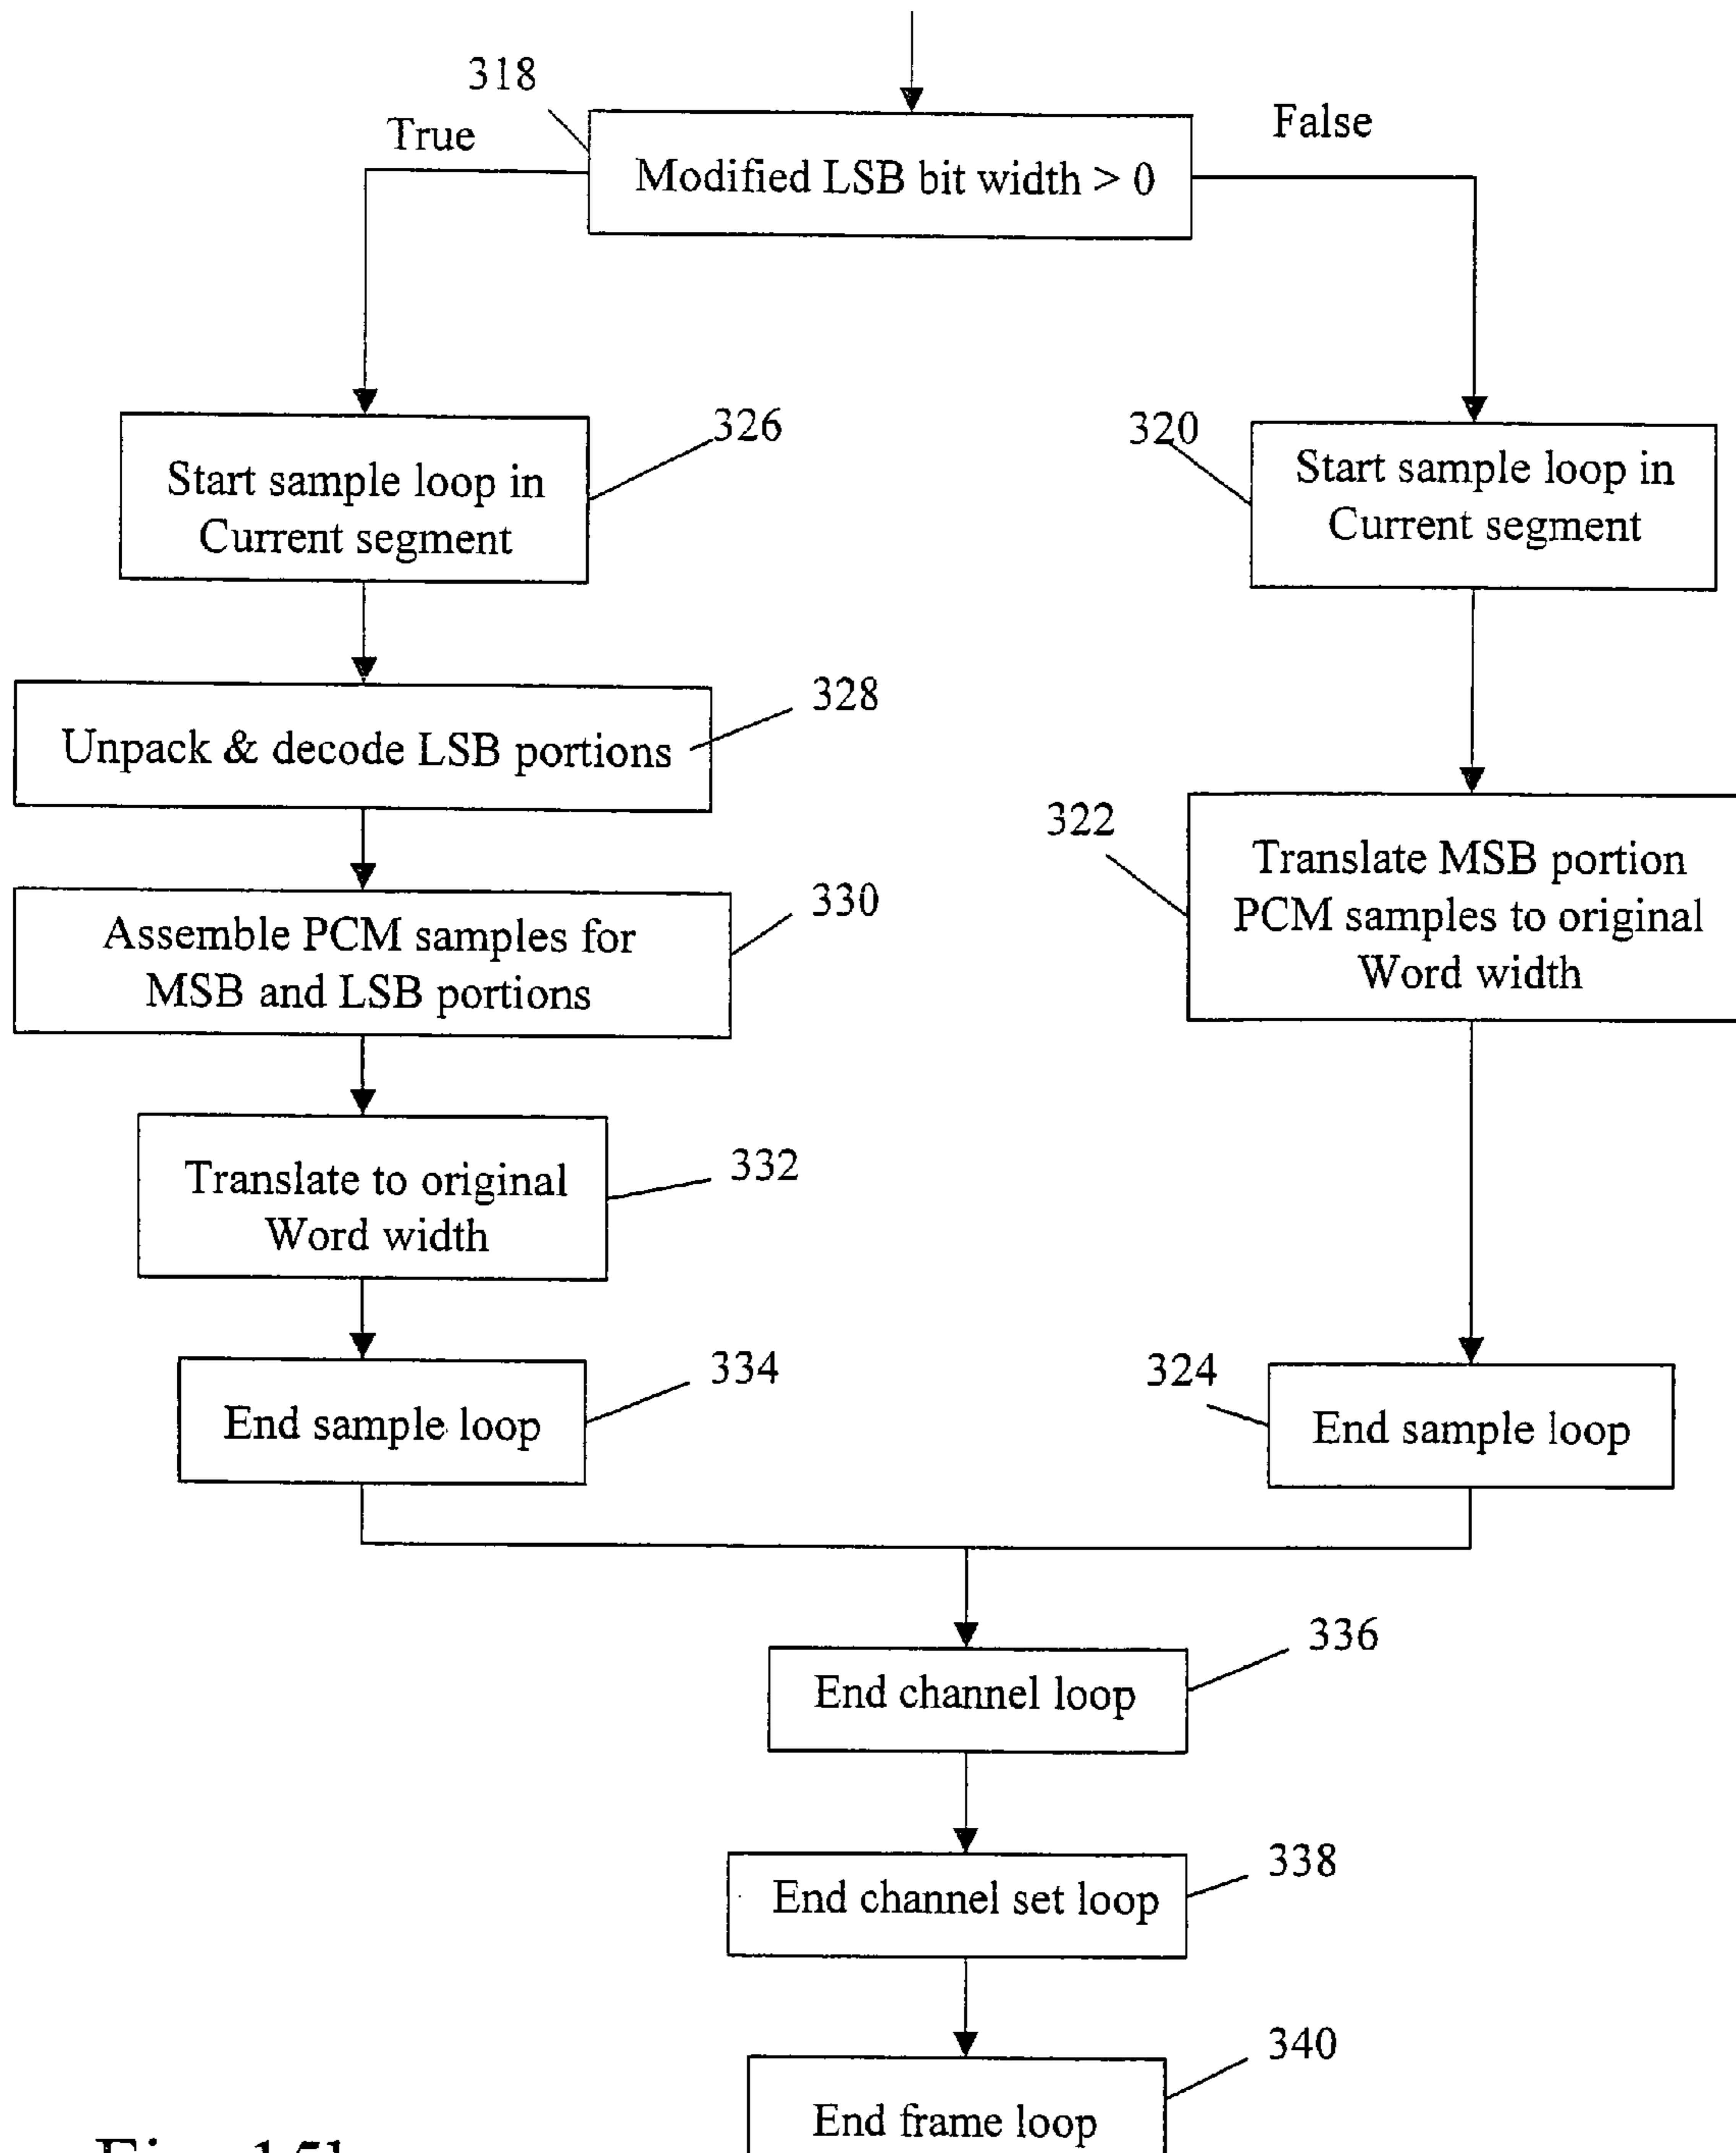 318
True
False
Modified LSB bit width > 0
326
320
Start sample loop in
Current segment
Start sample loop in
Current segment
328
Unpack & decode LSB portions
322
Translate MSB portion
PCM samples to original
Word width
330
Assemble PCM samples for
MSB and LSB portions
332
Translate to original
Word width
334
324
End sample loop
End sample loop
336
End channel loop
338
End channel set loop
340
End frame loop